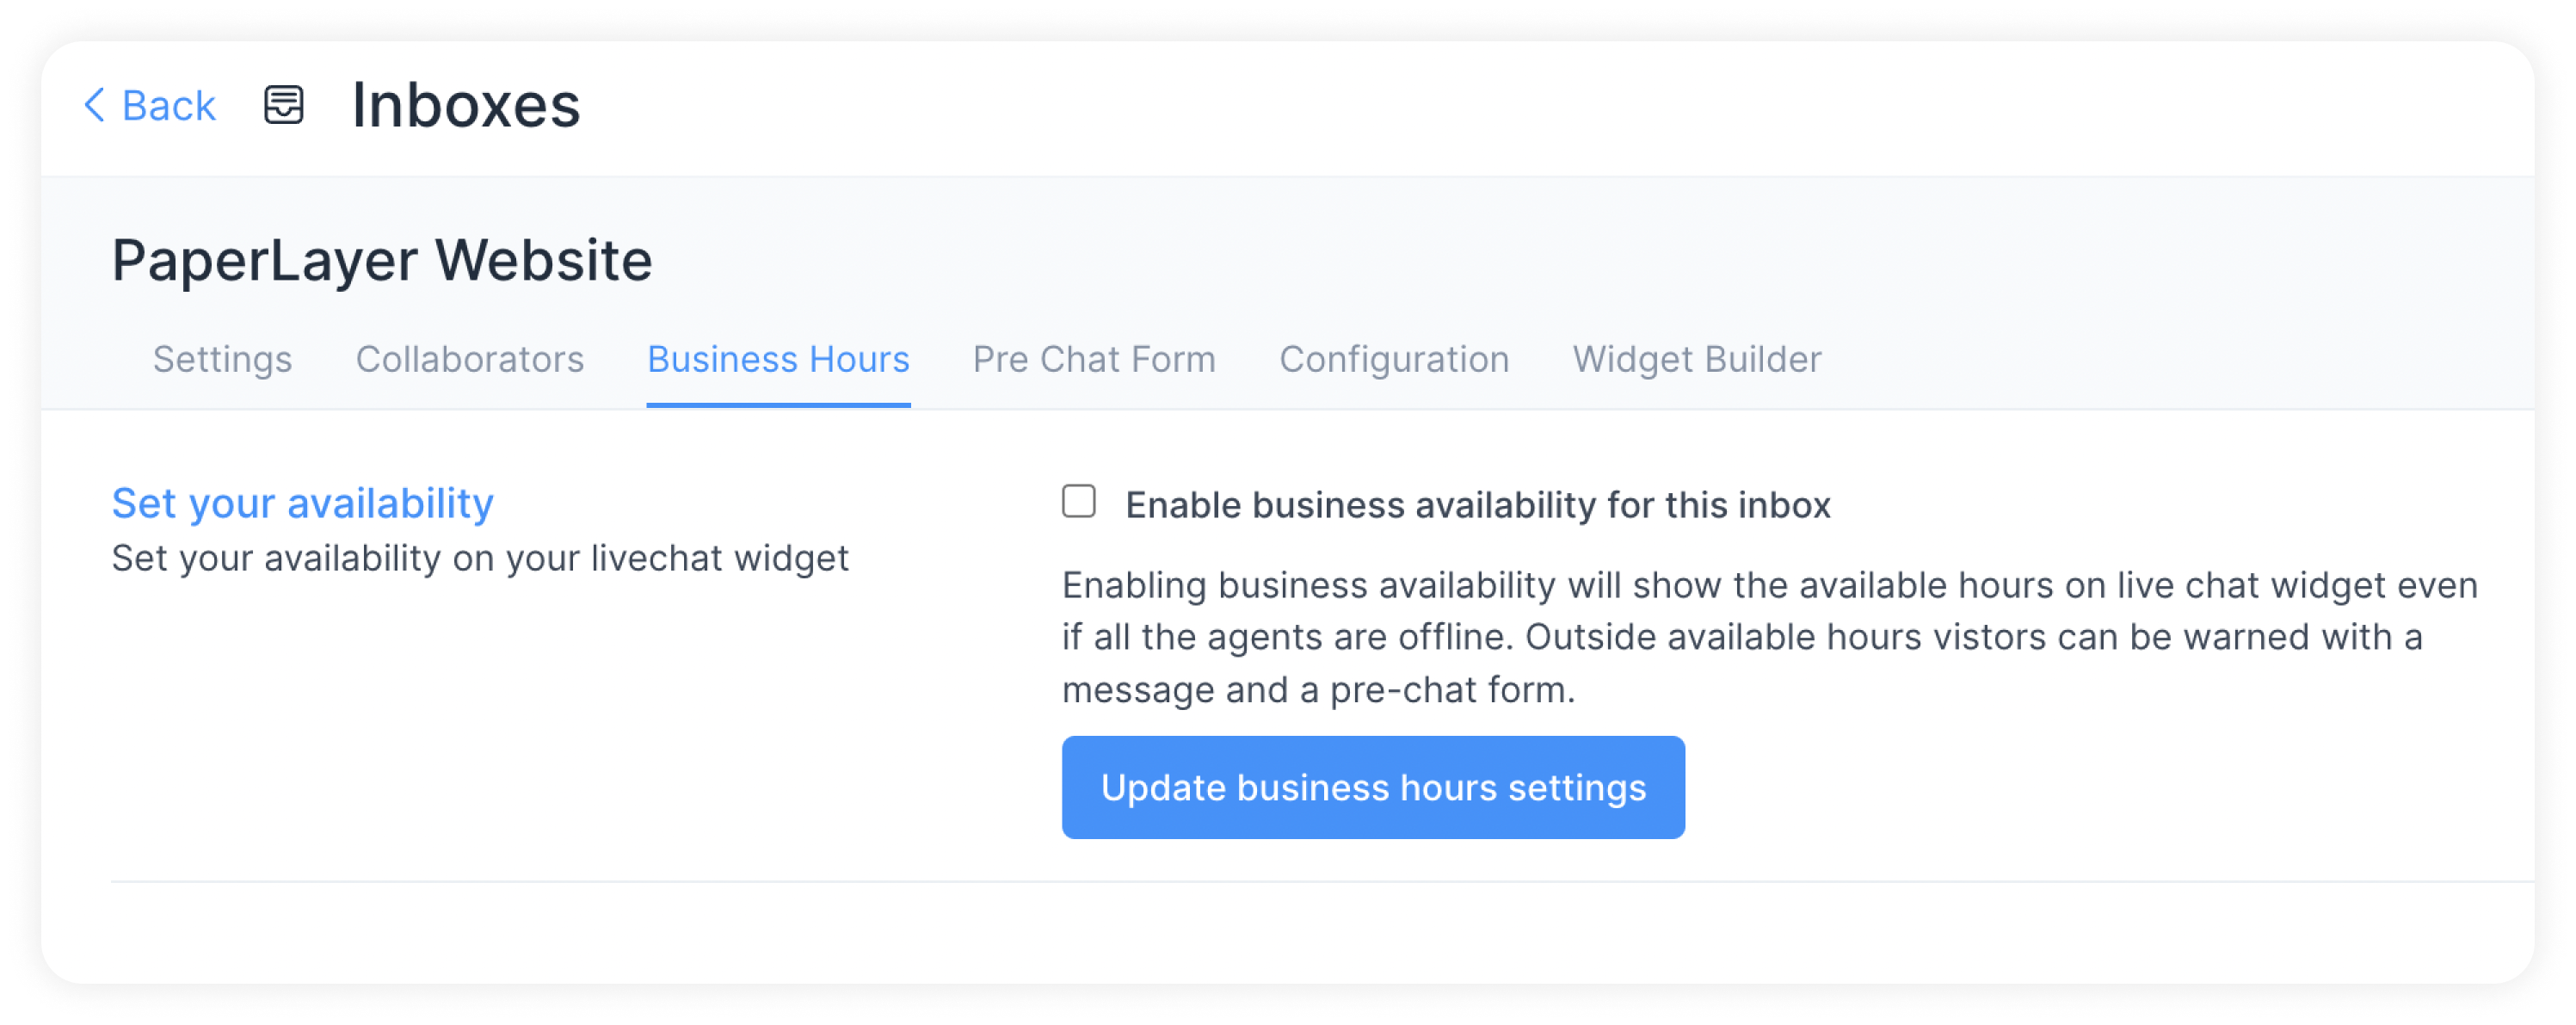 Back
Inboxes
PaperLayer Website
Settings
Collaborators
Business Hours
Pre Chat Form
Configuration
Widget Builder
Set your availability
Set your availability on your livechat widget
Enable business availability for this inbox
Enabling business availability will show the available hours on live chat widget even
if all the agents are offline. Outside available hours vistors can be warned with a
message and a pre-chat form.
Update business hours settings